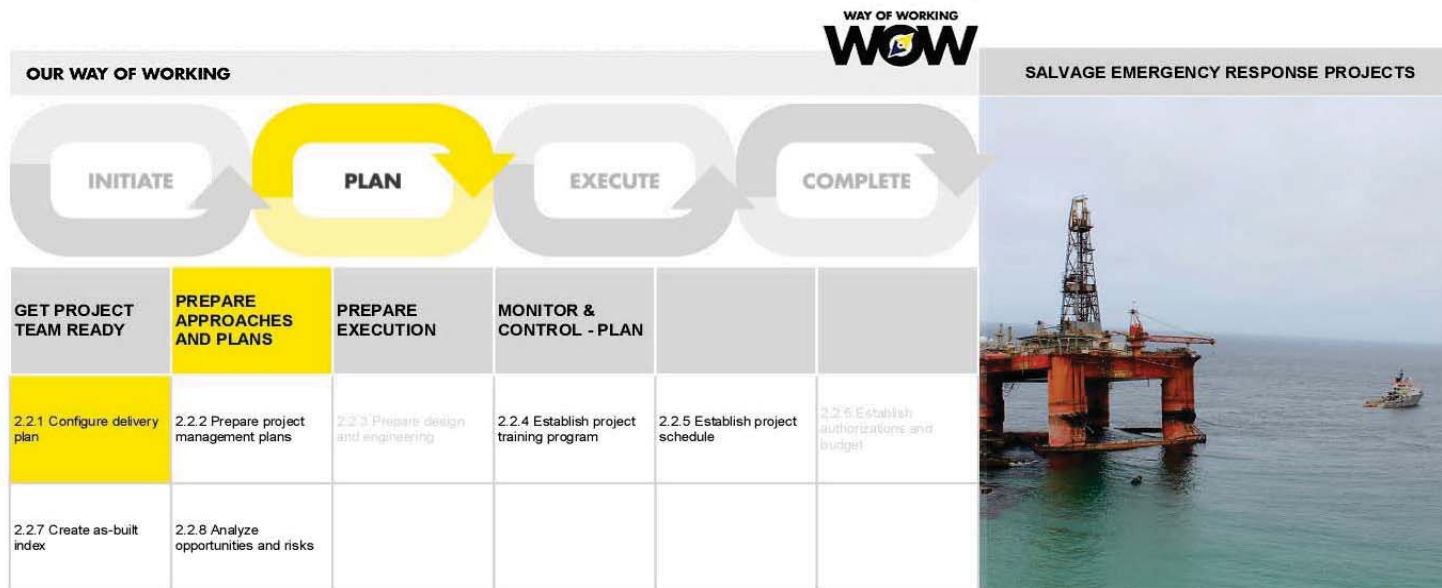 WAY OF WORKING
WOW
OUR WAY OF WORKING
SALVAGE EMERGENCY RESPONSE PROJECTS
INITIATE
PLAN
EXECUTE
COMPLETE
GET PROJECT
TEAM READY
PREPARE
APPROACHES
AND PLANS
PREPARE
EXECUTION
MONITOR &
CONTROL - PLAN
2.2.1 Configure delivery
plan
2.2.2 Prepare project
management plans
2.2.3 Prepare design
and engineering
2.2.4 Establish project
training program
2.2.5 Establish project
schedule
2.2.6 Establish
authorizations and
budget
2.2.7 Create as-built
index
2.2.8 Analyze
opportunities and risks